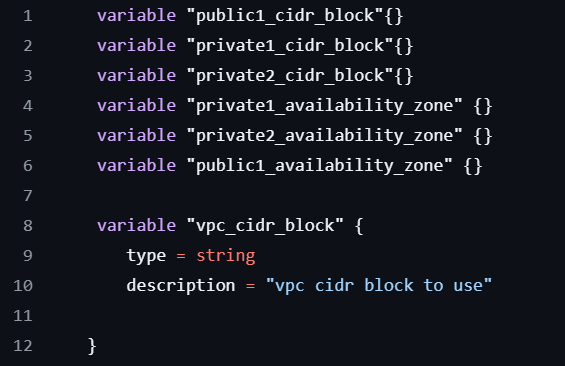 1 variable "public1_cidr_block"{}
2 variable "private1_cidr_block"{}
3 variable "private2_cidr_block"{}
4 variable "private1_availability_zone" {}
5 variable "private2_availability_zone" {}
6 variable "public1_availability_zone" {}
7
8 variable "vpc_cidr_block" {
9 type = string
10 description = "vpc cidr block to use"
11
12 }